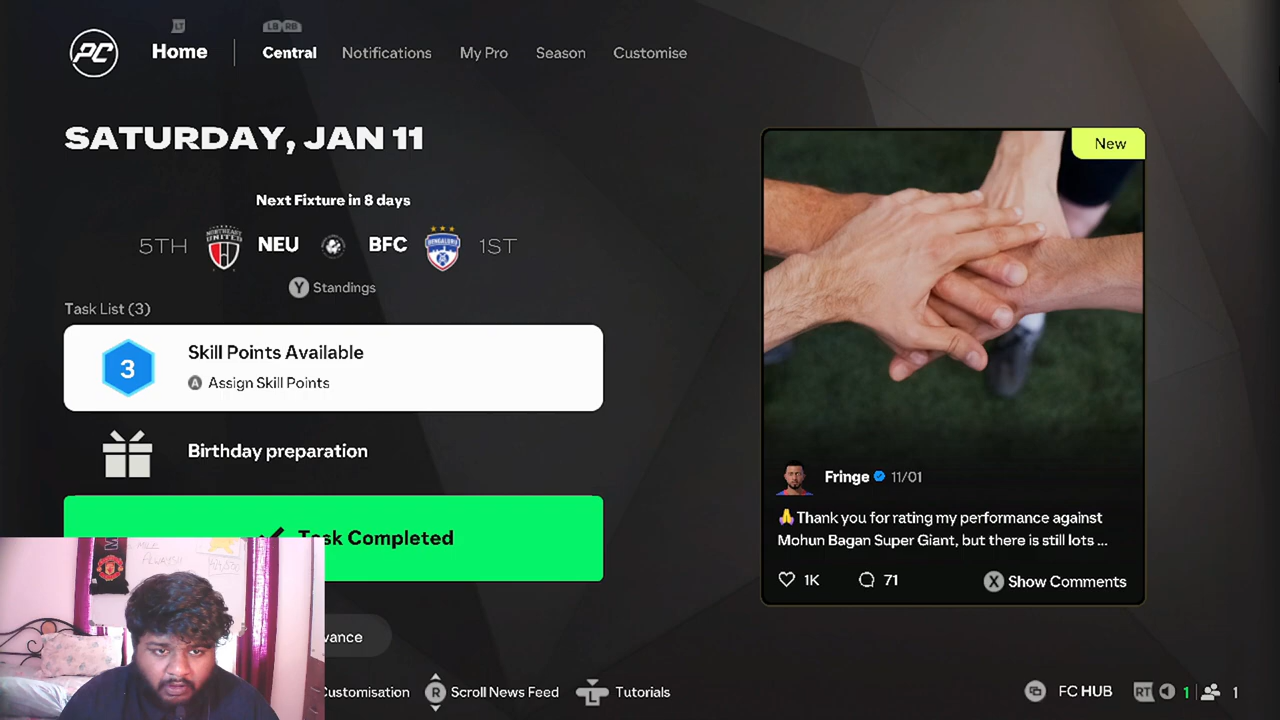 LT
LB RB
PC Home Central Notifications My Pro Season Customise
SATURDAY, JAN 11
Next Fixture in 8 days
5TH NEU BFC 1ST
Y Standings
Task List (3)
3 Skill Points Available
A Assign Skill Points
Birthday preparation
Task Completed
vance
Customisation R Scroll News Feed L Tutorials
New
Fringe 11/01
🙏Thank you for rating my performance against
Mohun Bagan Super Giant, but there is still lots ...
1K 71 X Show Comments
FC HUB RT 1 1